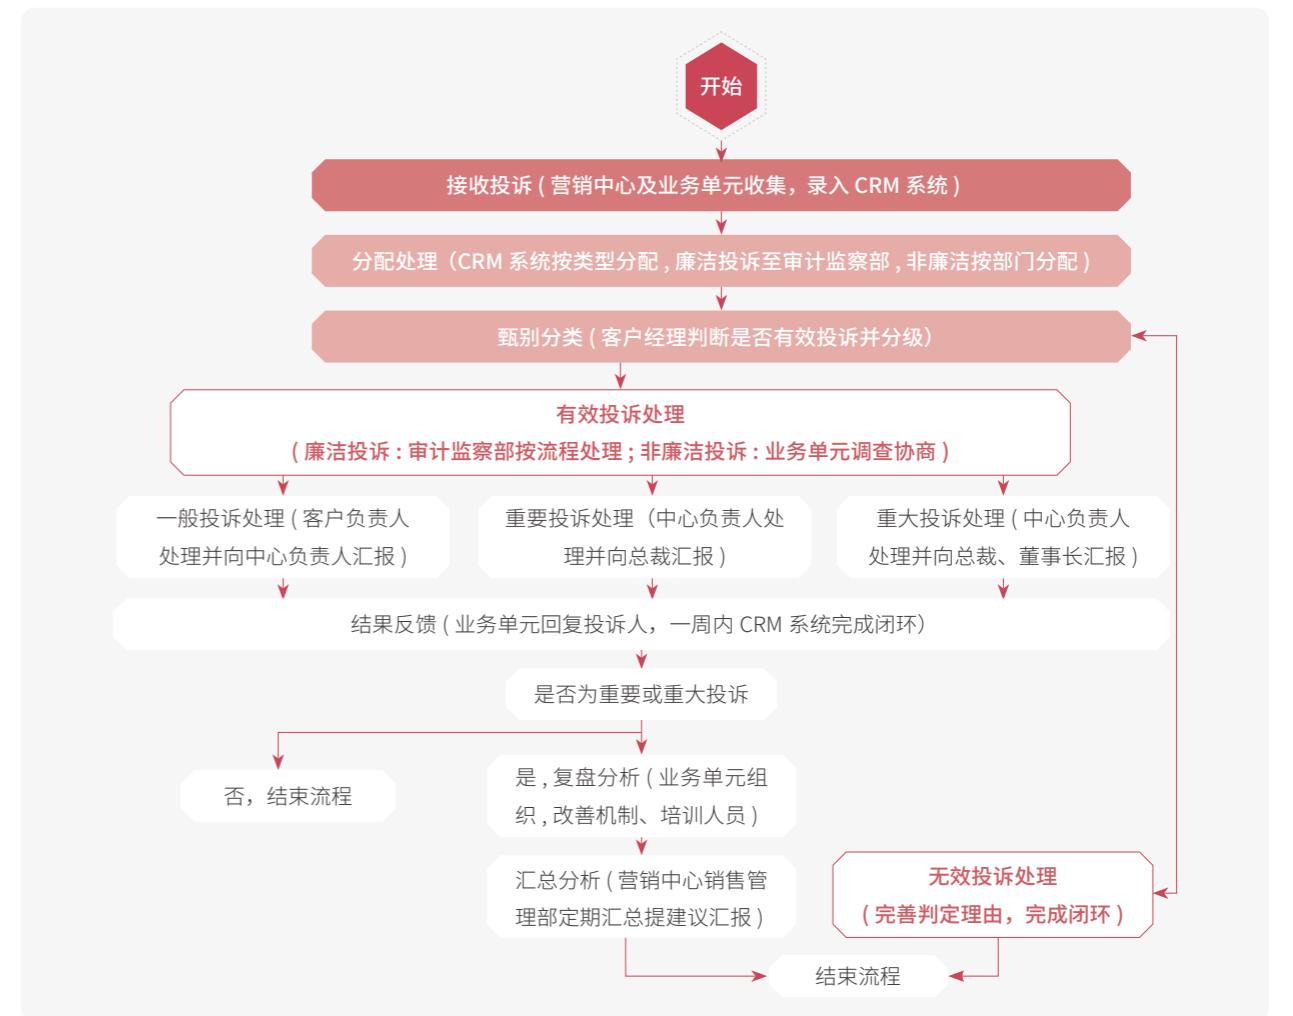 开始
接收投诉 ( 营销中心及业务单元收集，录入 CRM 系统 )
分配处理（CRM 系统按类型分配 , 廉洁投诉至审计监察部 , 非廉洁按部门分配 )
甄别分类 ( 客户经理判断是否有效投诉并分级）
有效投诉处理
( 廉洁投诉 : 审计监察部按流程处理 ; 非廉洁投诉 : 业务单元调查协商 )
一般投诉处理 ( 客户负责人
处理并向中心负责人汇报 )
重要投诉处理（中心负责人处
理并向总裁汇报 )
重大投诉处理 ( 中心负责人
处理并向总裁、董事长汇报 )
结果反馈 ( 业务单元回复投诉人，一周内 CRM 系统完成闭环）
是否为重要或重大投诉
否，结束流程
是 , 复盘分析 ( 业务单元组
织 , 改善机制、培训人员 )
汇总分析 ( 营销中心销售管
理部定期汇总提建议汇报 )
无效投诉处理
( 完善判定理由，完成闭环 )
结束流程